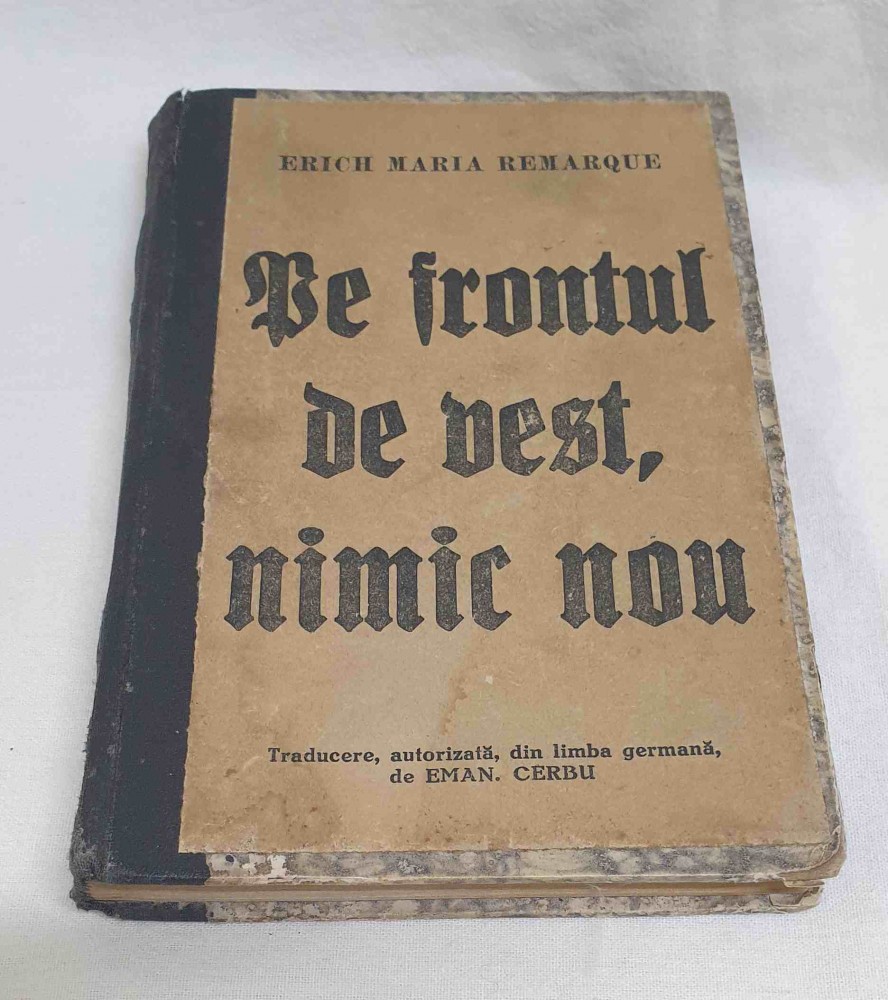 ERICH MARIA REMARQUE
Pe frontul
de vest,
nimic nou
Traducere, autorizată, din limba germană,
de EMAN. CERBU